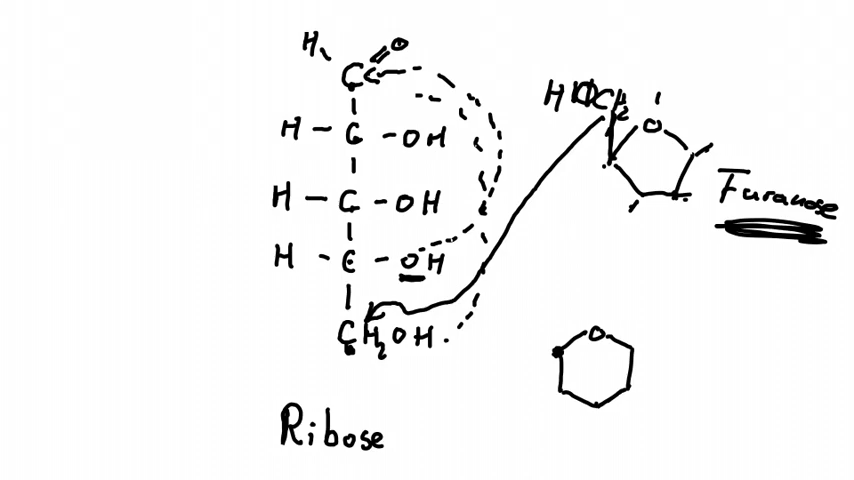 H C O
H - C - OH
H - C - OH
H - C - OH
CH2OH
Ribose
HOCH2
O
Furanose
O